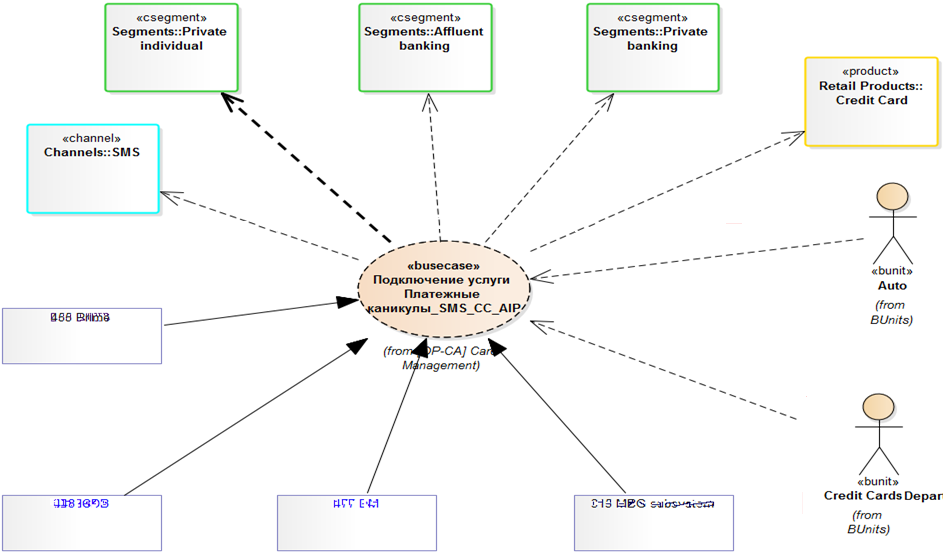 «csegment»
Segments::Private
individual
«csegment»
Segments::Affluent
banking
«csegment»
Segments::Private
banking
«product»
Retail Products::
Credit Card
«channel»
Channels::SMS
«busecase»
Подключение услуги
Платежные
каникулы_SMS_CC_AIP
(from Card
Management)
«bunit»
Auto
(from
BUnits)
«bunit»
Credit Cards Depar
(from
BUnits)